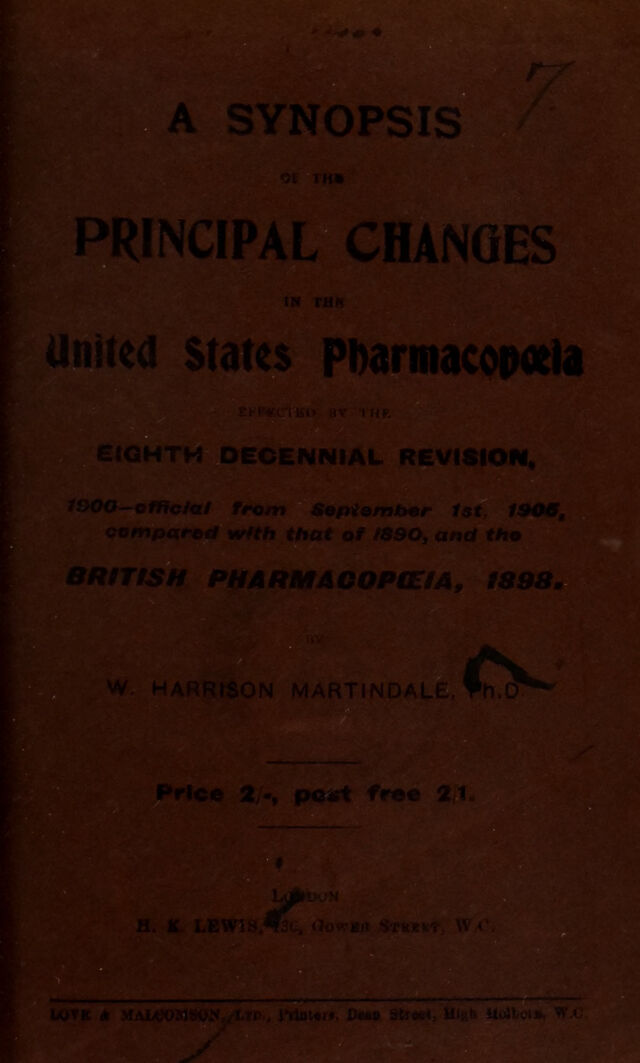 7
A SYNOPSIS
OF THE
PRINCIPAL CHANGES
IN THE
United States Pharmacopœia
EFFECTED BY THE
EIGHTH DECENNIAL REVISION,
1900—official from September 1st, 1905,
compared with that of 1890, and the
BRITISH PHARMACOPŒIA, 1898.
BY
W. HARRISON MARTINDALE, Ph.D.
Price 2/-, post free 2/1.
LONDON
H. K. LEWIS, 136, GOWER STREET, W.C.
LOVE & MALCOMSON, LTD., Printers, Dean Street, High Holborn, W.C.